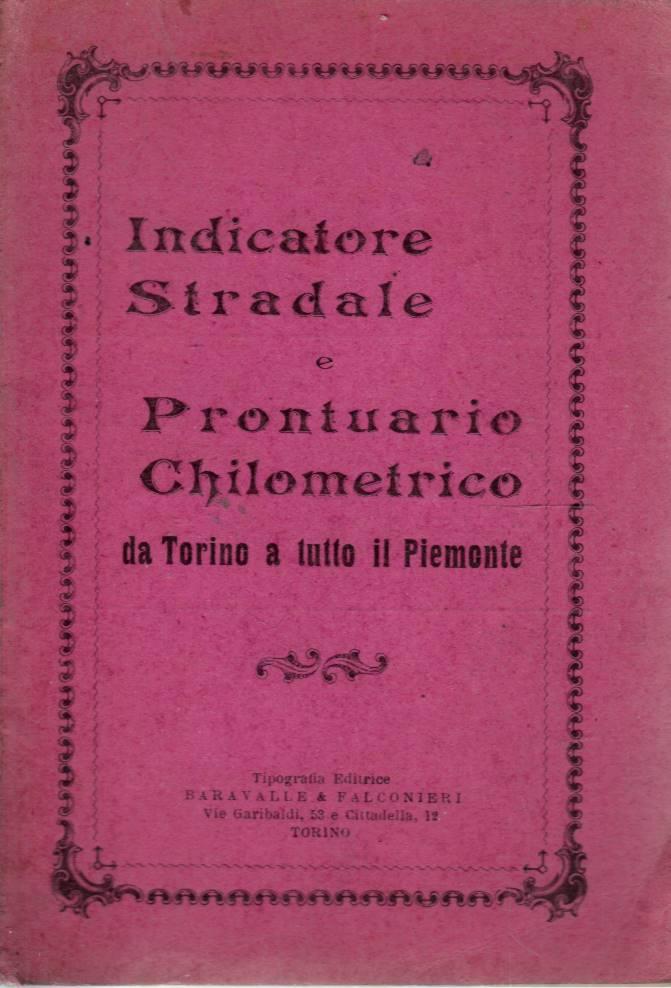 Indicatore
Stradale
e
Prontuario
Chilometrico
da Torino a tutto il Piemonte
Tipografia Editrice
BARAVALLE & FALCONIERI
Vie Garibaldi, 53 e Cittadella, 12
TORINO